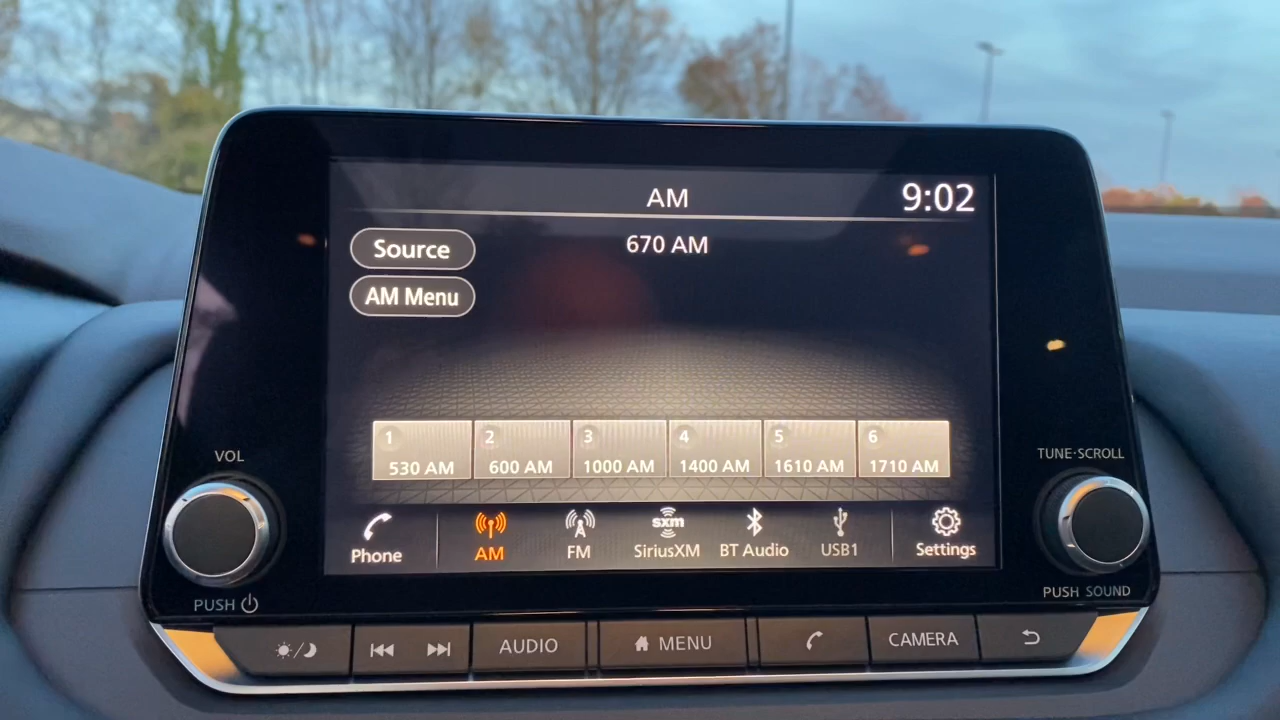 AM
9:02
Source
670 AM
AM Menu
1
2
3
4
5
6
530 AM
600 AM
1000 AM
1400 AM
1610 AM
1710 AM
VOL
TUNE·SCROLL
sxm
Phone
AM
FM
SiriusXM
BT Audio
USB1
Settings
PUSH
PUSH SOUND
AUDIO
MENU
CAMERA